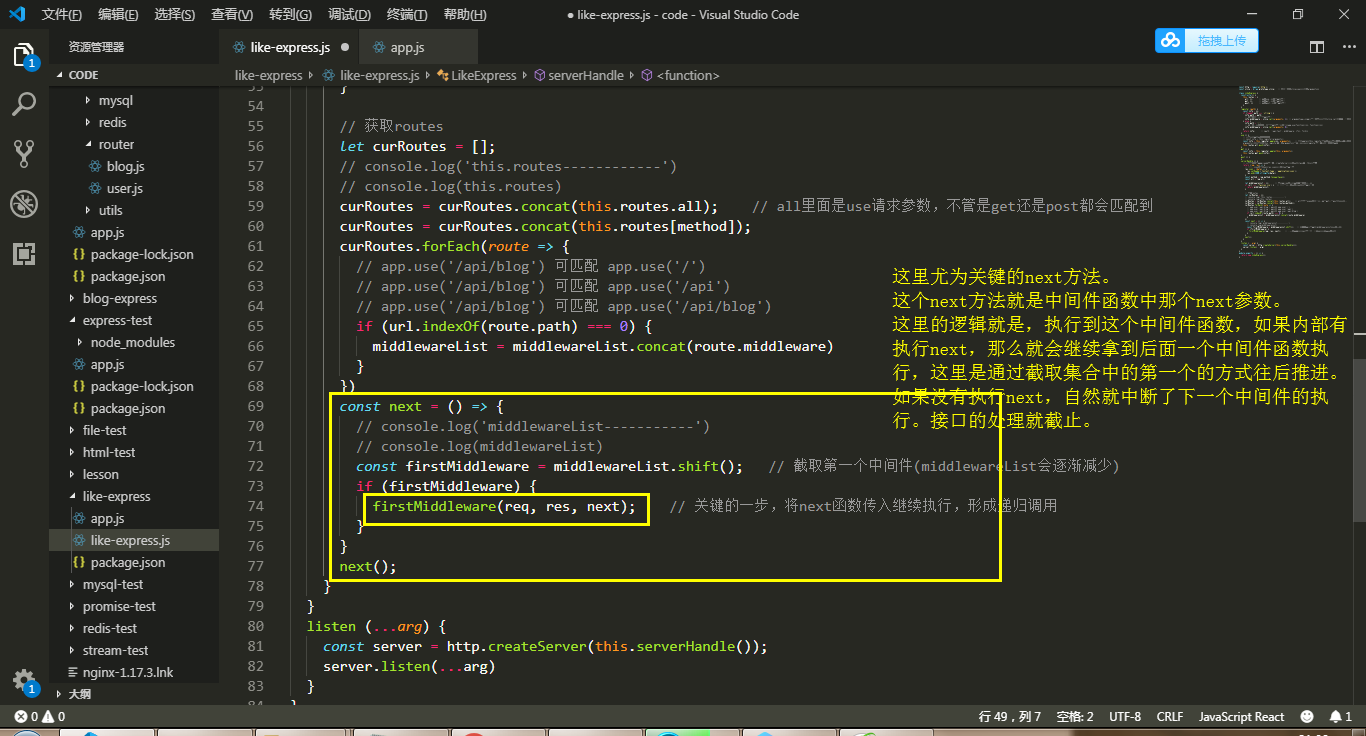 文件(F) 编辑(E) 选择(S) 查看(V) 转到(G) 调试(D) 终端(T) 帮助(H) ● like-express.js - code - Visual Studio Code
资源管理器
like-express.js ●
app.js
拖拽上传
CODE
like-express › like-express.js › LikeExpress › serverHandle › <function>
mysql
redis
router
blog.js
user.js
utils
app.js
package-lock.json
package.json
blog-express
express-test
node_modules
app.js
package-lock.json
package.json
file-test
html-test
lesson
like-express
app.js
like-express.js
package.json
mysql-test
promise-test
redis-test
stream-test
nginx-1.17.3.lnk
大纲
1
1
53 }
54
55 // 获取routes
56 let curRoutes = [];
57 // console.log('this.routes------------')
58 // console.log(this.routes)
59 curRoutes = curRoutes.concat(this.routes.all); // all里面是use请求参数，不管是get还是post都会匹配到
60 curRoutes = curRoutes.concat(this.routes[method]);
61 curRoutes.forEach(route => {
62 // app.use('/api/blog') 可匹配 app.use('/')
63 // app.use('/api/blog') 可匹配 app.use('/api')
64 // app.use('/api/blog') 可匹配 app.use('/api/blog')
65 if (url.indexOf(route.path) === 0) {
66 middlewareList = middlewareList.concat(route.middleware)
67 }
68 })
69 const next = () => {
70 // console.log('middlewareList-----------')
71 // console.log(middlewareList)
72 const firstMiddleware = middlewareList.shift(); // 截取第一个中间件(middlewareList会逐渐减少)
73 if (firstMiddleware) {
74 firstMiddleware(req, res, next); // 关键的一步，将next函数传入继续执行，形成递归调用
75 }
76 }
77 next();
78 }
79 }
80 listen (...arg) {
81 const server = http.createServer(this.serverHandle());
82 server.listen(...arg)
83 }
84 }
这里尤为关键的next方法。
这个next方法就是中间件函数中那个next参数。
这里的逻辑就是，执行到这个中间件函数，如果内部有
执行next，那么就会继续拿到后面一个中间件函数执
行，这里是通过截取集合中的第一个的方式往后推进。
如果没有执行next，自然就中断了下一个中间件的执
行。接口的处理就截止。
0 0 行 49，列 7 空格: 2 UTF-8 CRLF JavaScript React 1